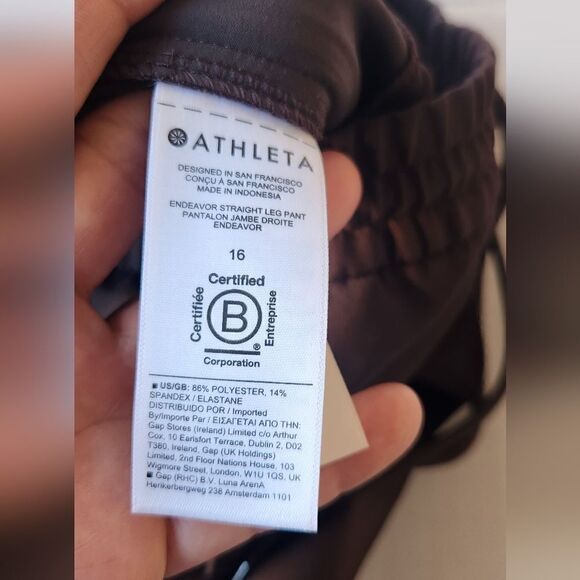 ATHLETA
DESIGNED IN SAN FRANCISCO
CONÇU À SAN FRANCISCO
MADE IN INDONESIA
ENDEAVOR STRAIGHT LEG PANT
PANTALON JAMBE DROITE
ENDEAVOR
16
Certified
Certifiée
B
Entreprise
®
Corporation
US/GB: 86% POLYESTER, 14%
SPANDEX / ELASTANE
DISTRIBUIDO POR / Imported
By/Importe Par / ΕΙΣΑΓΕΤΑΙ ΑΠΟ ΤΗΝ:
Gap Stores (Ireland) Limited c/o Arthur
Cox, 10 Earlsfort Terrace, Dublin 2, D02
T380, Ireland, Gap (UK Holdings)
Limited, 2nd Floor Nations House, 103
Wigmore Street, London, W1U 1QS, UK
Gap (RHC) B.V. Luna ArenA
Herikerbergweg 238 Amsterdam 1101